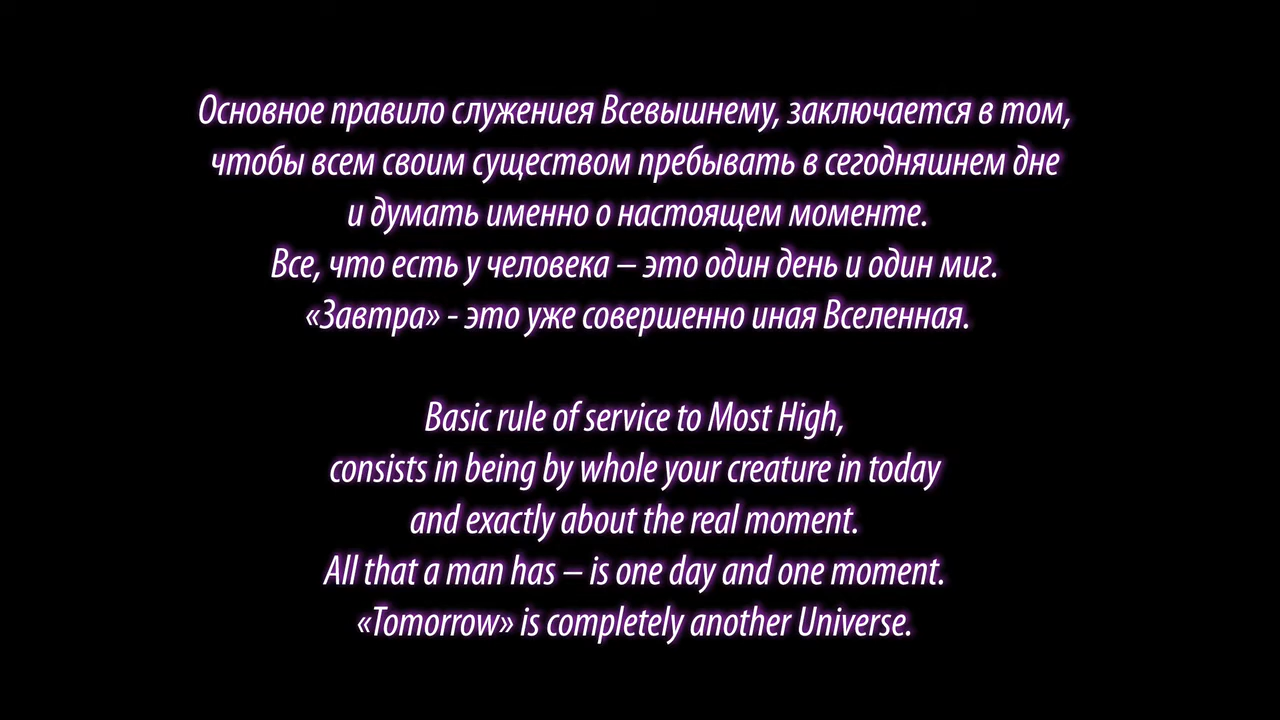 Основное правило служениея Всевышнему, заключается в том,
чтобы всем своим существом пребывать в сегодняшнем дне
и думать именно о настоящем моменте.
Все, что есть у человека – это один день и один миг.
«Завтра» - это уже совершенно иная Вселенная.
Basic rule of service to Most High,
consists in being by whole your creature in today
and exactly about the real moment.
All that a man has – is one day and one moment.
«Tomorrow» is completely another Universe.